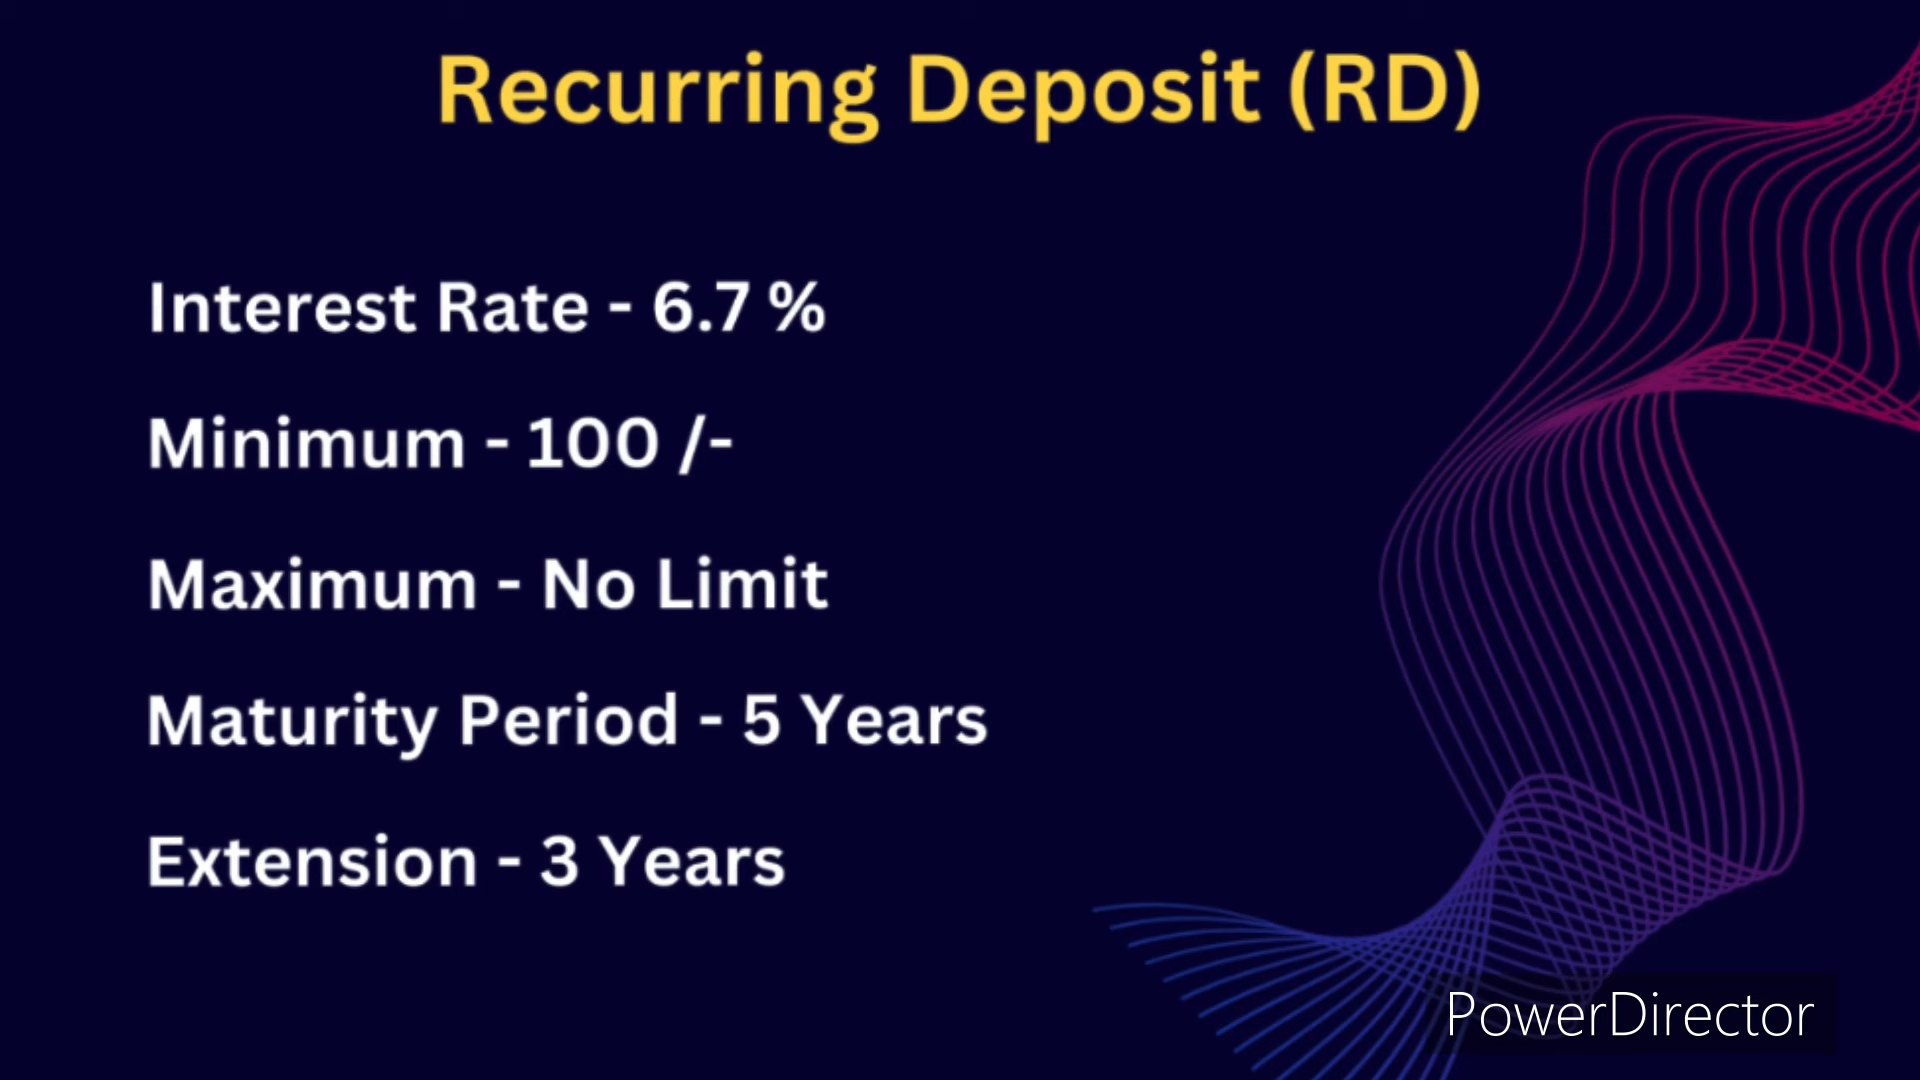 Recurring Deposit (RD)
Interest Rate - 6.7 %
Minimum - 100 /-
Maximum - No Limit
Maturity Period - 5 Years
Extension - 3 Years
PowerDirector